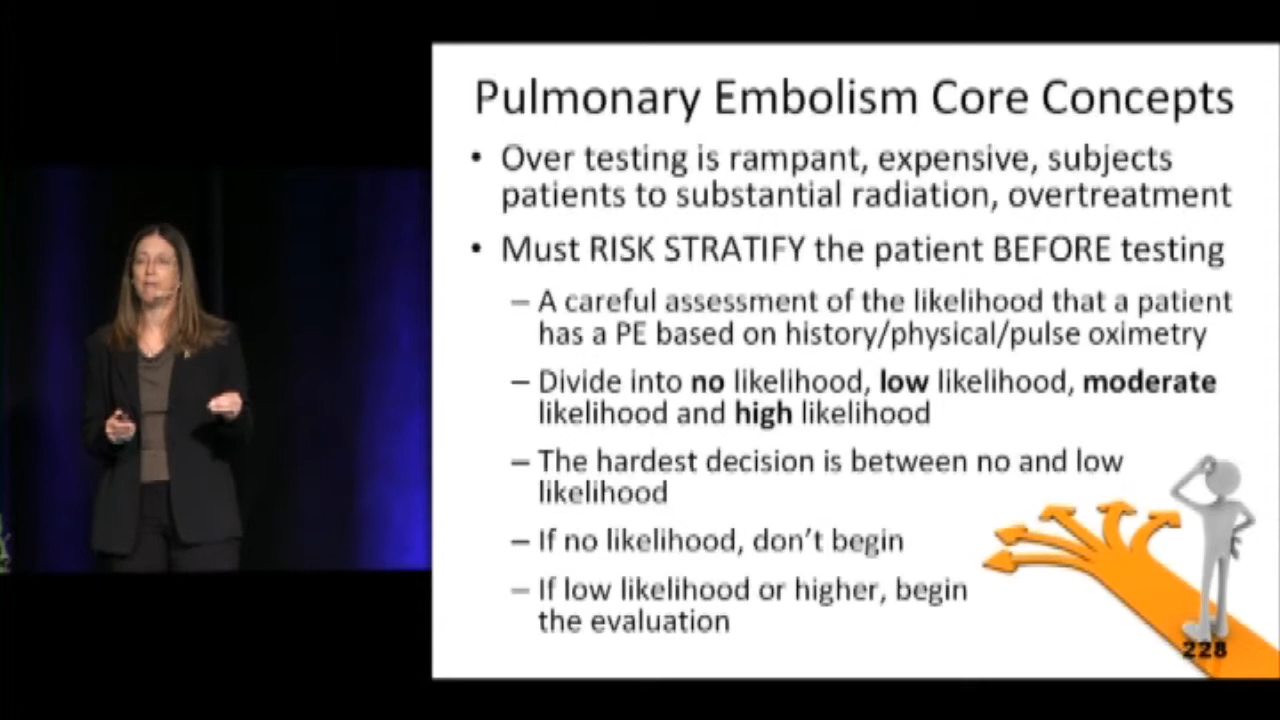 Pulmonary Embolism Core Concepts
• Over testing is rampant, expensive, subjects
patients to substantial radiation, overtreatment
• Must RISK STRATIFY the patient BEFORE testing
– A careful assessment of the likelihood that a patient
has a PE based on history/physical/pulse oximetry
– Divide into no likelihood, low likelihood, moderate
likelihood and high likelihood
– The hardest decision is between no and low
likelihood
– If no likelihood, don't begin
– If low likelihood or higher, begin
the evaluation
228